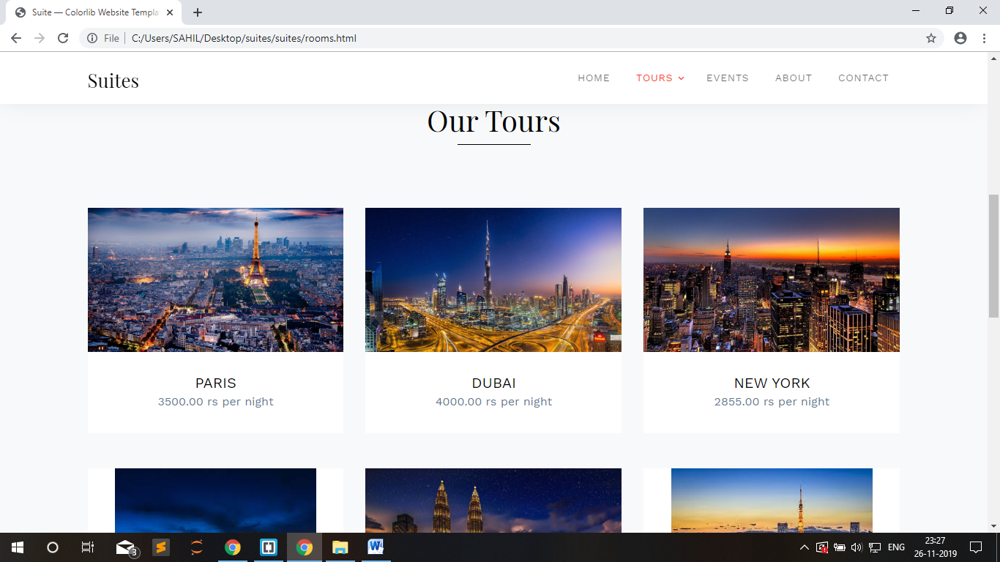 Suite — Colorlib Website Templa
File
C:/Users/SAHIL/Desktop/suites/suites/rooms.html
Suites
HOME
TOURS
EVENTS
ABOUT
CONTACT
Our Tours
PARIS
3500.00 rs per night
DUBAI
4000.00 rs per night
NEW YORK
2855.00 rs per night
3
ENG
23:27
26-11-2019